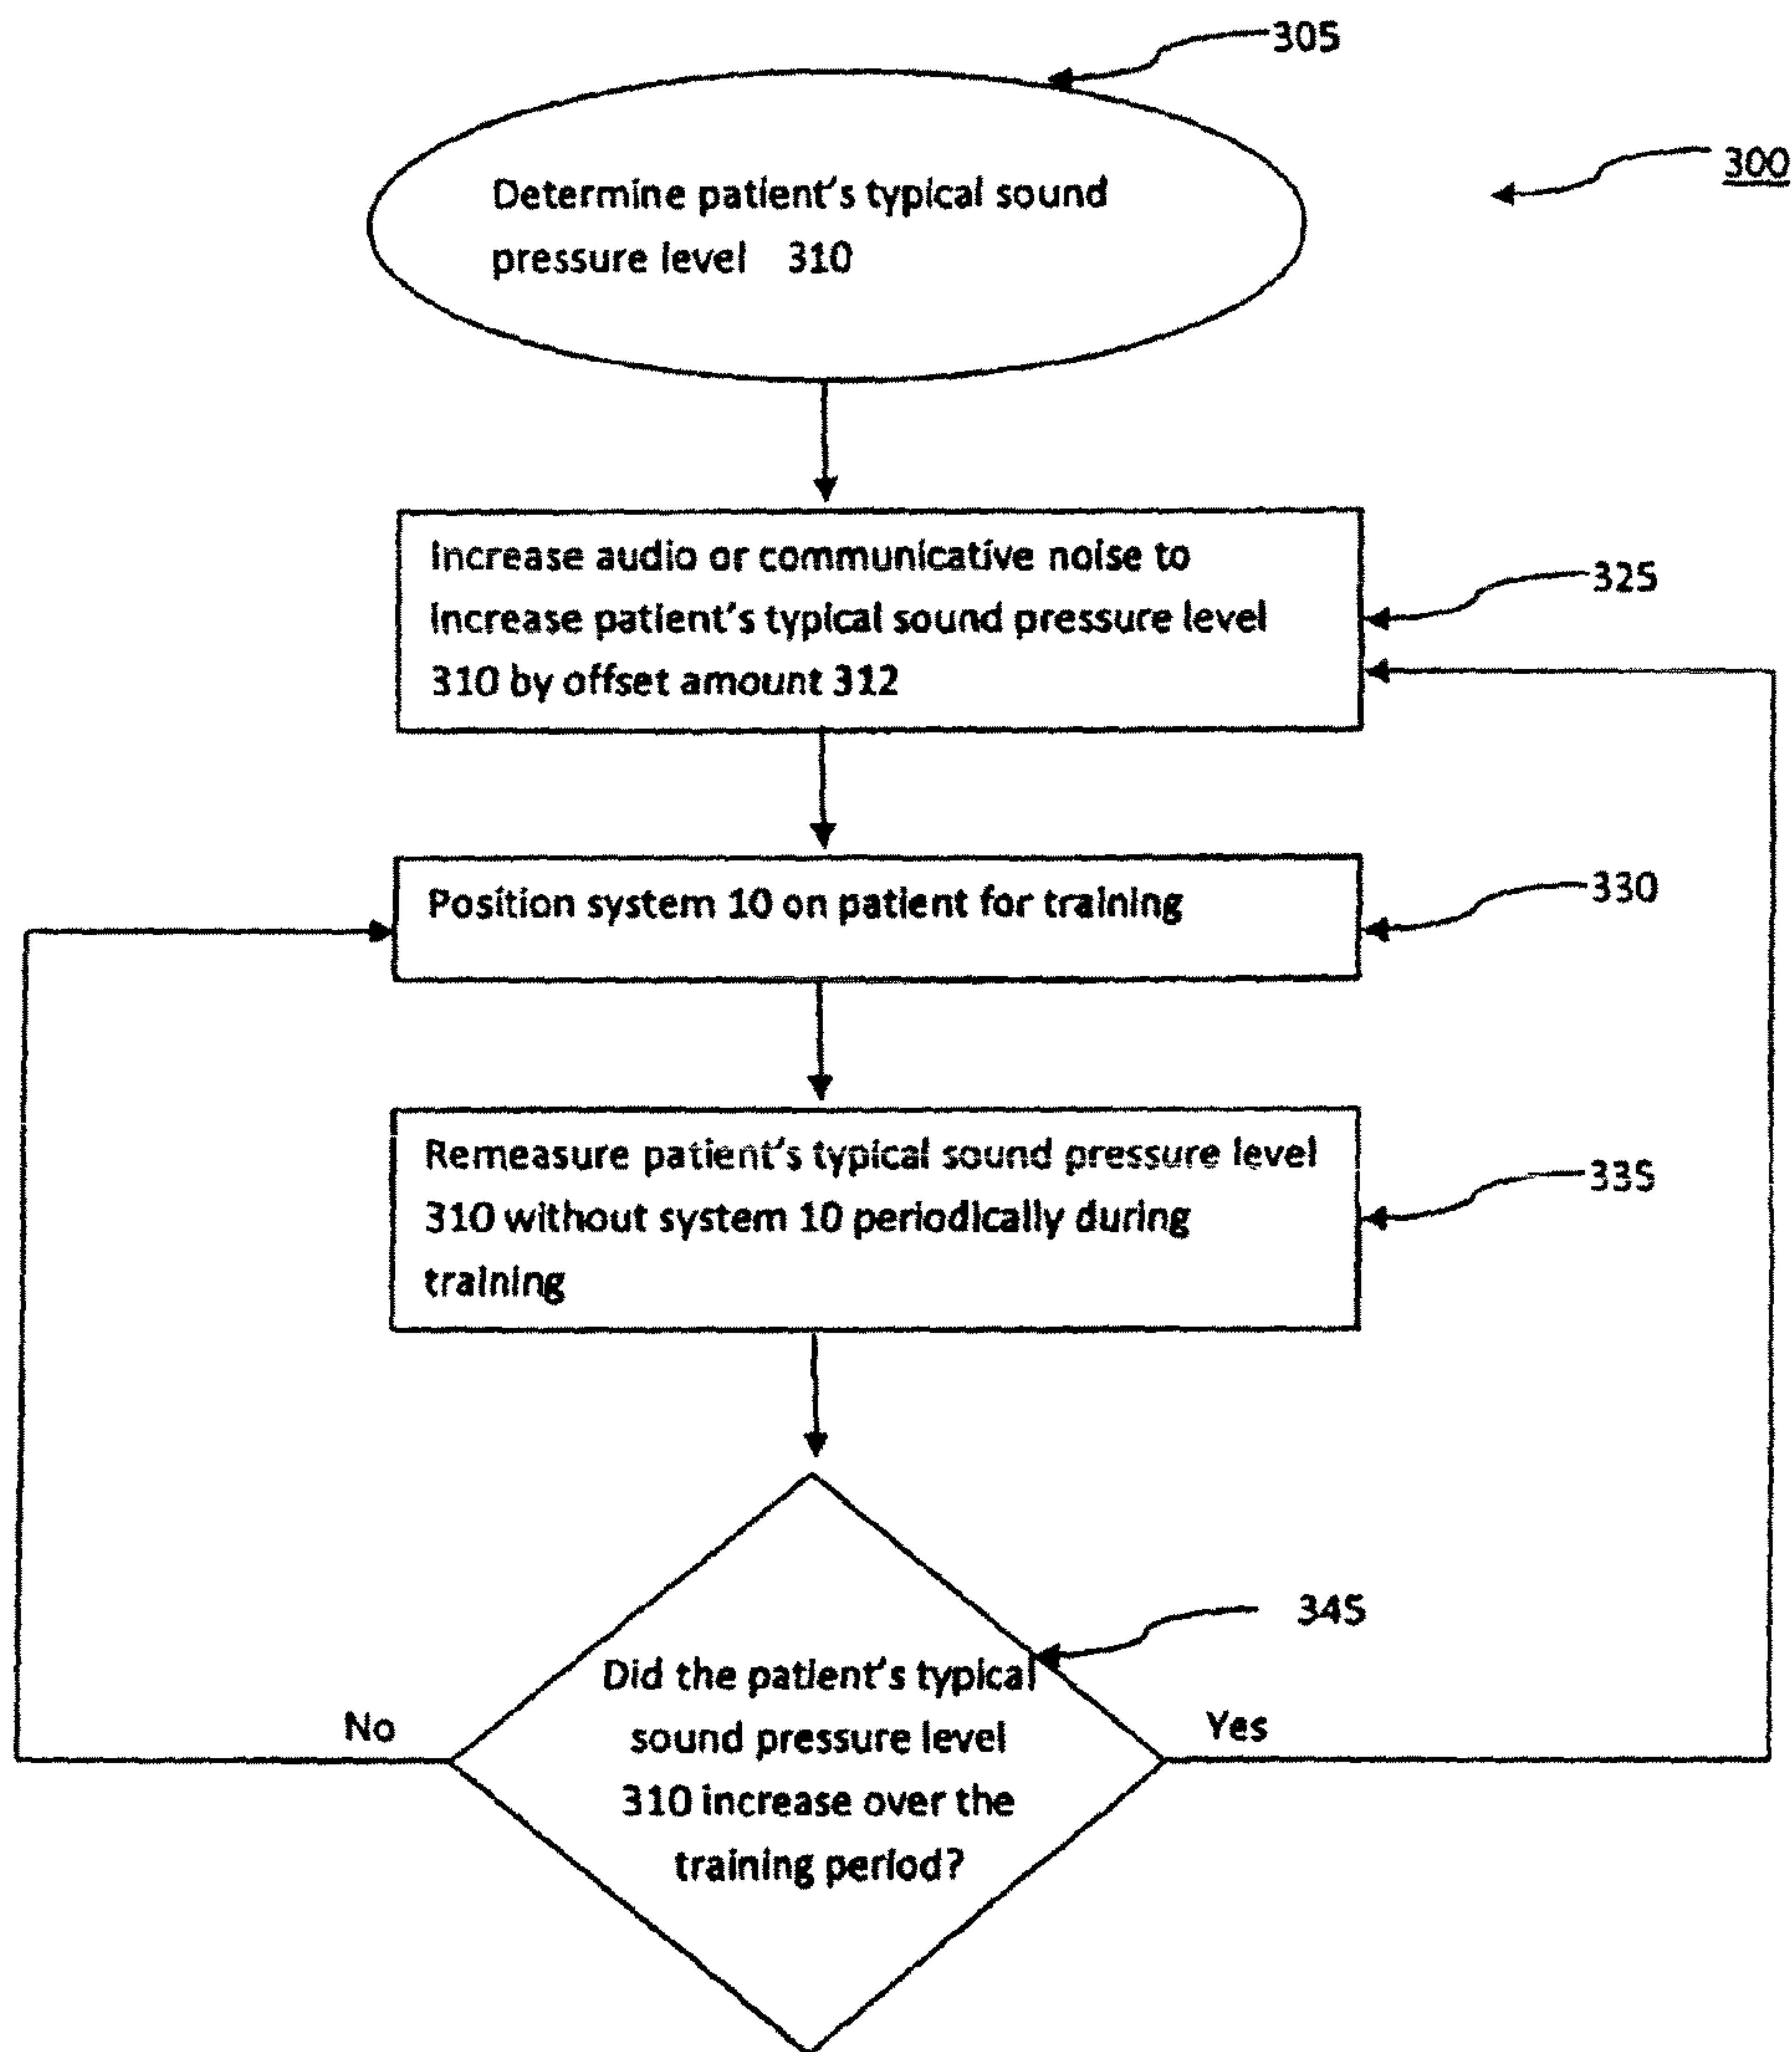 305
300
Determine patient's typical sound
pressure level 310
Increase audio or communicative noise to
increase patient's typical sound pressure level
310 by offset amount 312
325
Position system 10 on patient for training
330
Remeasure patient's typical sound pressure level
310 without system 10 periodically during
training
335
345
Did the patient's typical
sound pressure level
310 increase over the
training period?
No
Yes